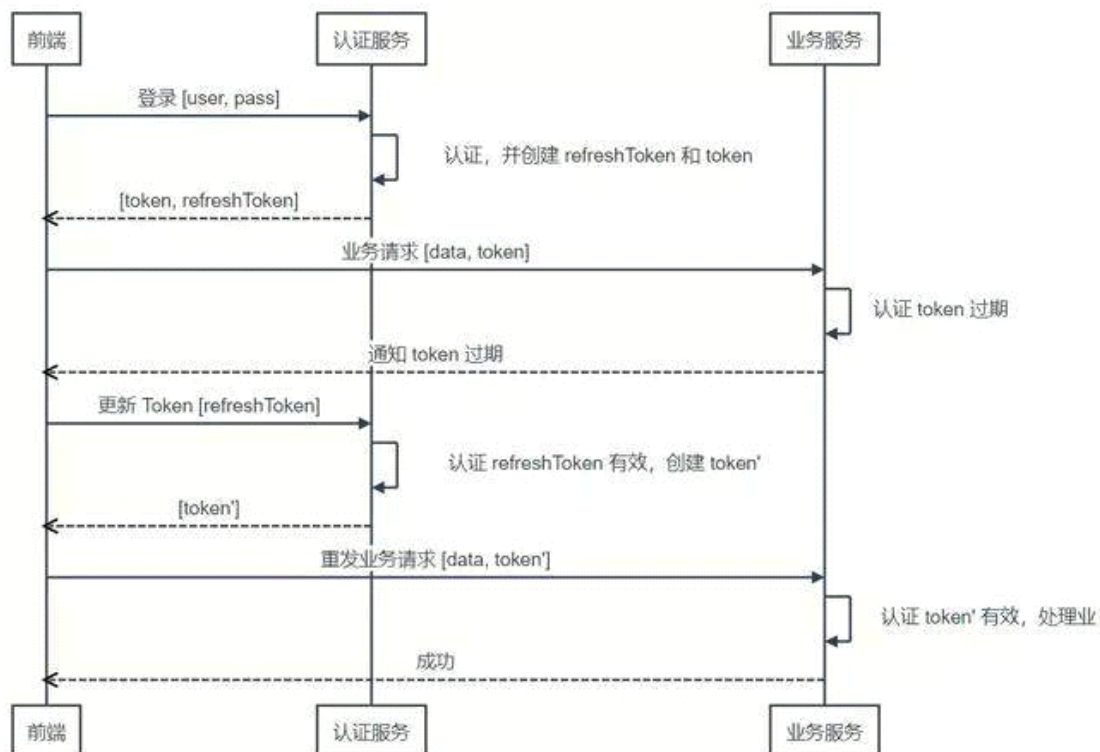 前端
认证服务
业务服务
登录 [user, pass]
认证，并创建 refreshToken 和 token
[token, refreshToken]
业务请求 [data, token]
认证 token 过期
通知 token 过期
更新 Token [refreshToken]
认证 refreshToken 有效，创建 token'
[token']
重发业务请求 [data, token']
认证 token' 有效，处理业
成功
前端
认证服务
业务服务